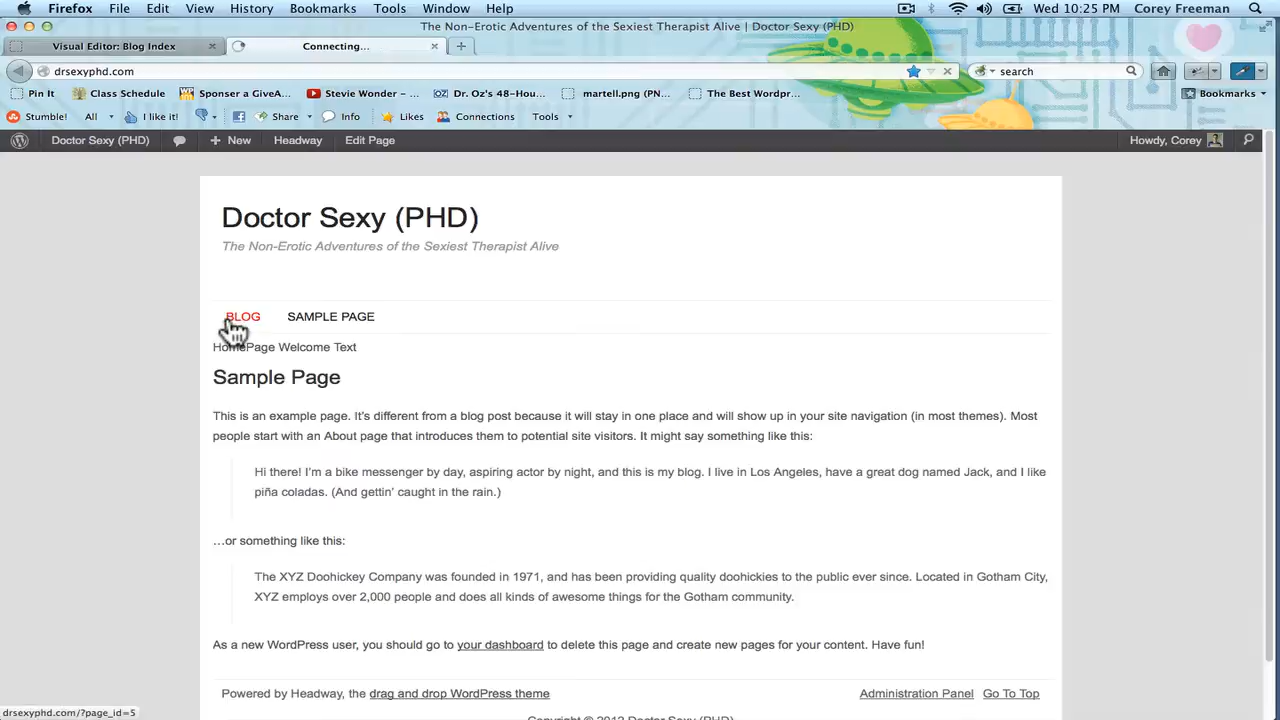 Firefox File Edit View History Bookmarks Tools Window Help Wed 10:25 PM Corey Freeman
The Non-Erotic Adventures of the Sexiest Therapist Alive | Doctor Sexy (PHD)
Visual Editor: Blog Index Connecting...
drsexyphd.com search
Pin It Class Schedule Sponser a GiveA... Stevie Wonder – ... Dr. Oz's 48-Hou... martell.png (PN... The Best Wordpr... Bookmarks
Stumble! All I like it! Share Info Likes Connections Tools
Doctor Sexy (PHD) New Headway Edit Page Howdy, Corey
Doctor Sexy (PHD)
The Non-Erotic Adventures of the Sexiest Therapist Alive
BLOG SAMPLE PAGE
HomePage Welcome Text
Sample Page
This is an example page. It's different from a blog post because it will stay in one place and will show up in your site navigation (in most themes). Most
people start with an About page that introduces them to potential site visitors. It might say something like this:
Hi there! I'm a bike messenger by day, aspiring actor by night, and this is my blog. I live in Los Angeles, have a great dog named Jack, and I like
piña coladas. (And gettin' caught in the rain.)
…or something like this:
The XYZ Doohickey Company was founded in 1971, and has been providing quality doohickies to the public ever since. Located in Gotham City,
XYZ employs over 2,000 people and does all kinds of awesome things for the Gotham community.
As a new WordPress user, you should go to your dashboard to delete this page and create new pages for your content. Have fun!
Powered by Headway, the drag and drop WordPress theme Administration Panel Go To Top
Copyright © 2012 Doctor Sexy (PHD)
drsexyphd.com/?page_id=5